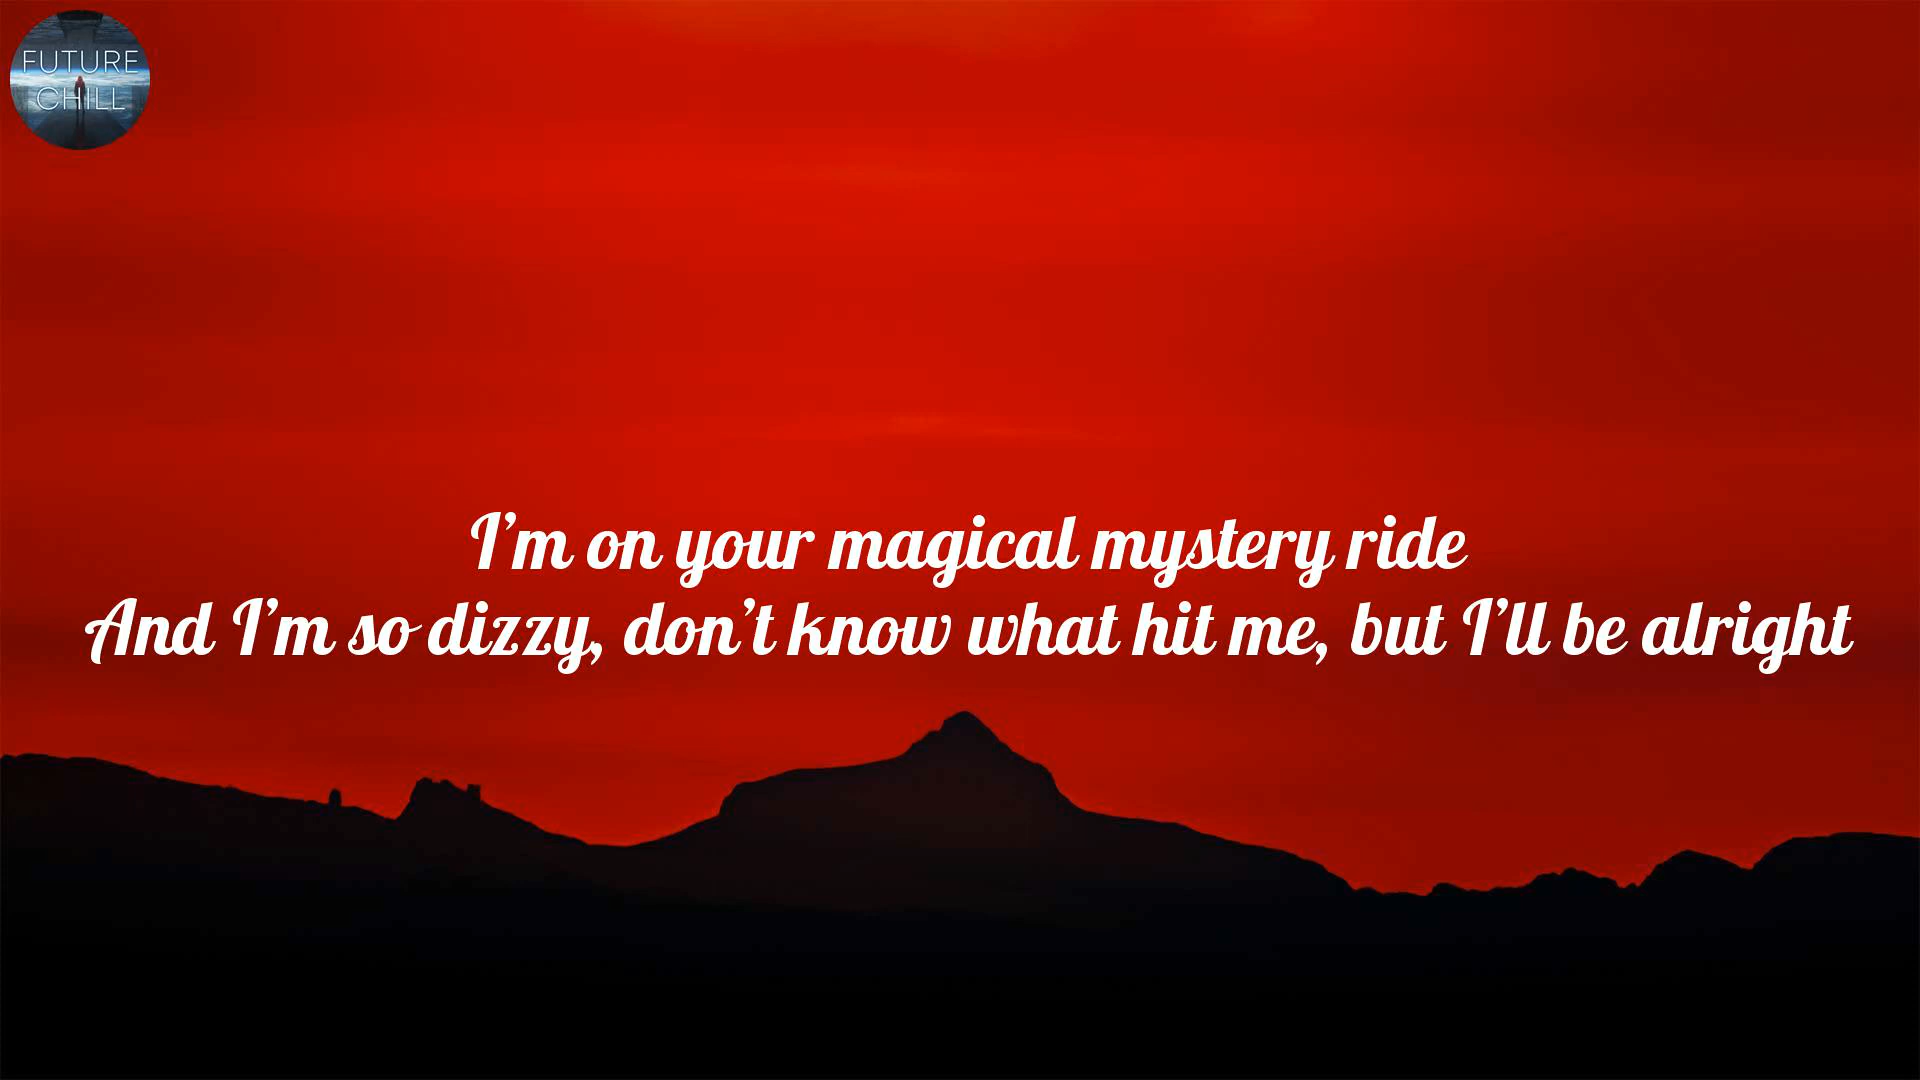 FUTURE
CHILL
I'm on your magical mystery ride
And I'm so dizzy, don't know what hit me, but I'll be alright